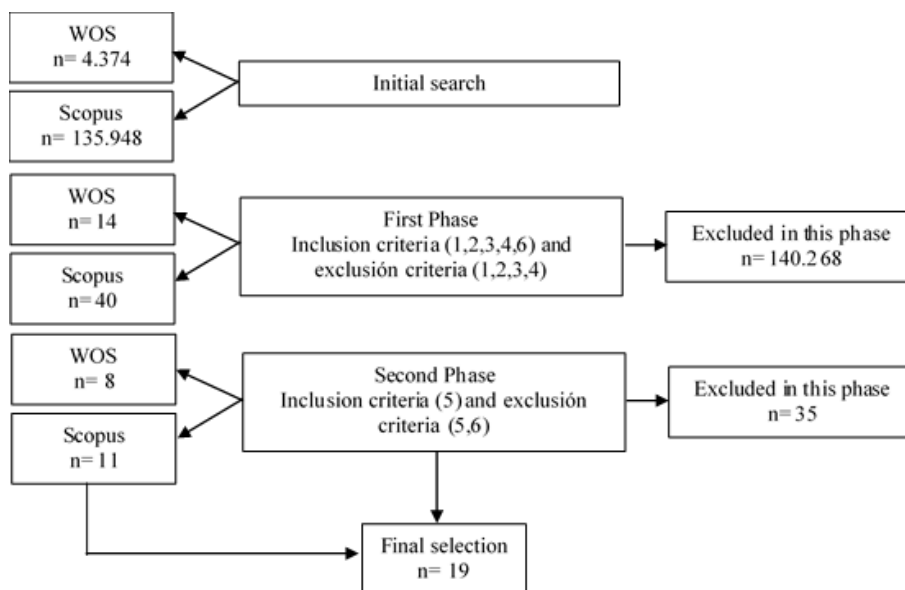 WOS
n= 4.374
Initial search
Scopus
n= 135.948
WOS
n= 14
First Phase
Inclusion criteria (1,2,3,4,6) and
exclusión criteria (1,2,3,4)
Excluded in this phase
n= 140.268
Scopus
n= 40
WOS
n= 8
Second Phase
Inclusion criteria (5) and exclusión
criteria (5,6)
Excluded in this phase
n= 35
Scopus
n= 11
Final selection
n= 19